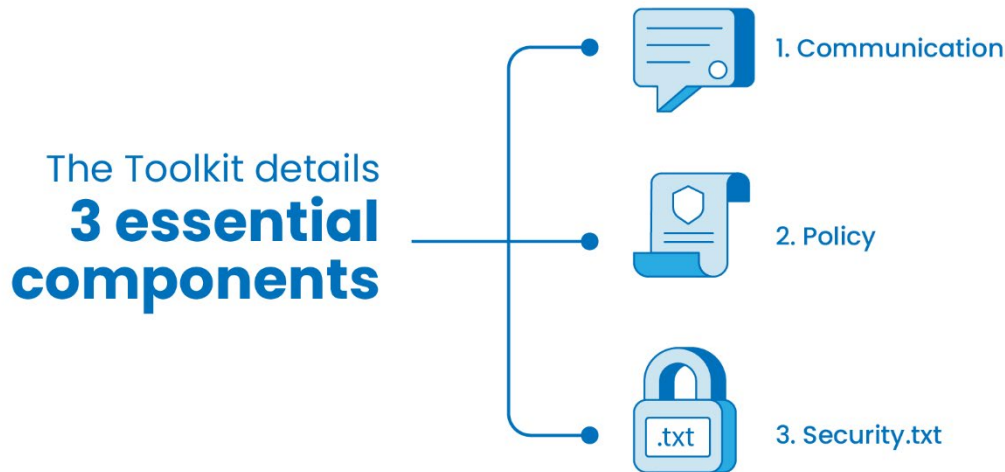 The Toolkit details
3 essential
components
1. Communication
2. Policy
.txt
3. Security.txt